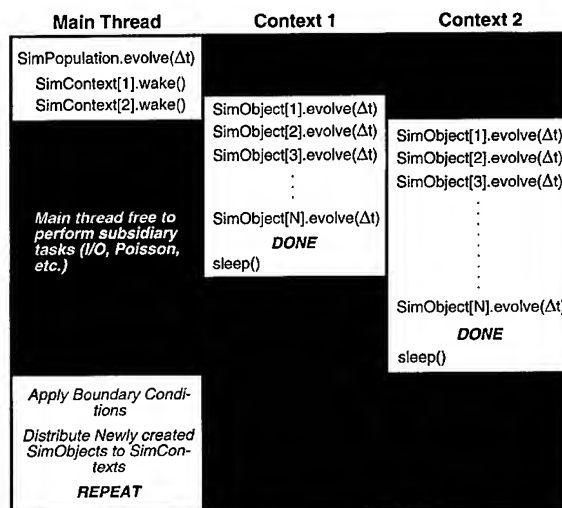 Main Thread
Context 1
Context 2
SimPopulation.evolve(Δt)
SimContext[1].wake()
SimContext[2].wake()
SimObject[1].evolve(Δt)
SimObject[2].evolve(Δt)
SimObject[3].evolve(Δt)
.
.
.
SimObject[N].evolve(Δt)
DONE
sleep()
SimObject[1].evolve(Δt)
SimObject[2].evolve(Δt)
SimObject[3].evolve(Δt)
.
.
.
.
.
.
SimObject[N].evolve(Δt)
DONE
sleep()
Main thread free to
perform subsidiary
tasks (I/O, Poisson,
etc.)
Apply Boundary Condi-
tions
Distribute Newly created
SimObjects to SimCon-
texts
REPEAT